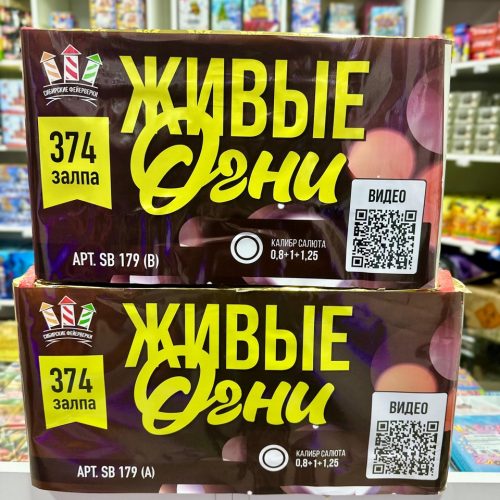 СИБИРСКИЕ ФЕЙЕРВЕРКИ
ЖИВЫЕ
Огни
374
ЗАЛПА
ВИДЕО
КАЛИБР САЛЮТА
0,8+1+1,25
АРТ. SB 179 (B)
СИБИРСКИЕ ФЕЙЕРВЕРКИ
ЖИВЫЕ
Огни
374
ЗАЛПА
ВИДЕО
КАЛИБР САЛЮТА
0,8+1+1,25
АРТ. SB 179 (A)